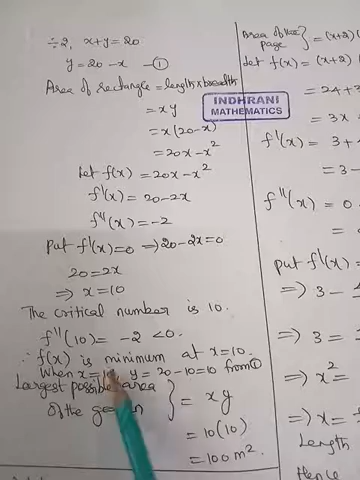 ÷2, x+y=20
y=20-x —①
Area of rectangle = length×breadth
= xy
= x(20-x)
= 20x-x²
Let f(x) = 20x-x²
f'(x) = 20-2x
f''(x) = -2
Put f'(x)=0 ⟹ 20-2x=0
20=2x
⟹ x=10
The critical number is 10.
f''(10) = -2 <0.
∴ f(x) is minimum at x=10.
When x=10 y = 20-10=10 from ①
Largest possible area
of the garden } = xy
= 10(10)
= 100m².
INDHRANI
MATHEMATICS
Area of the
page } = (x+2)(
Let f(x) = (x+2)(
= 24+3
= 3x+
f'(x) = 3+
= 3-
f''(x) = 0
=
Put f'(x)=
⟹ 3-
⟹ 3=
⟹ x²=
⟹ x=
Length
Hence